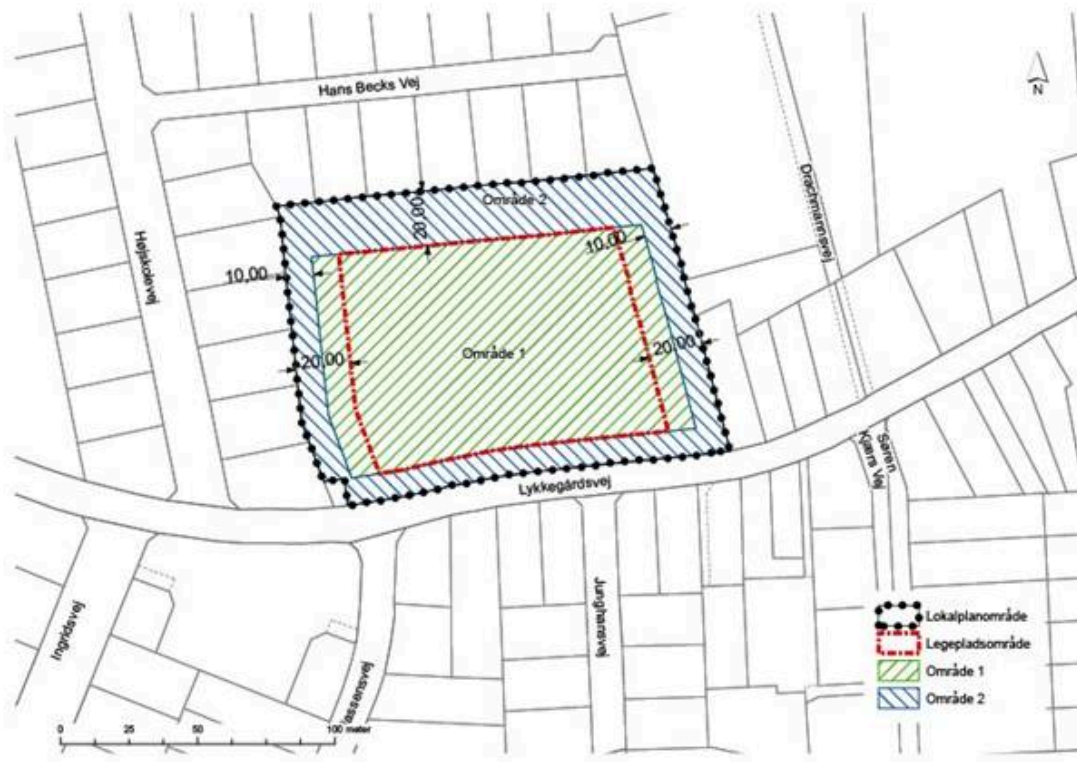 Hans Becks Vej
N
Område 2
20,00
10,00
Drachmannsvej
Højskolevej
10,00
20,00
Område 1
20,00
Søren
Kjærs Vej
Lykkegårdsvej
Junghansvej
Ingridsvej
assensvej
Lokalplanområde
Legepladsområde
Område 1
Område 2
0 25 50 100 meter